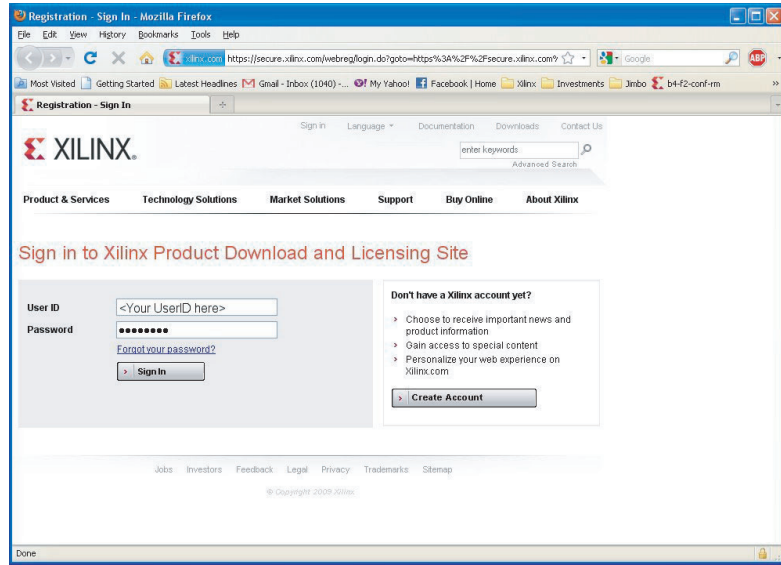 Registration - Sign In - Mozilla Firefox
File Edit View History Bookmarks Tools Help
xilinx.com https://secure.xilinx.com/webreg/login.do?goto=https%3A%2F%2Fsecure.xilinx.com% Google ABP
Most Visited Getting Started Latest Headlines Gmail - Inbox (1040) -... My Yahoo! Facebook | Home Xilinx Investments Jimbo b4-f2-conf-rm »
Registration - Sign In
Sign in Language Documentation Downloads Contact Us
XILINX®
enter keywords
Advanced Search
Product & Services Technology Solutions Market Solutions Support Buy Online About Xilinx
Sign in to Xilinx Product Download and Licensing Site
User ID <Your UserID here>
Password ●●●●●●●●
Forgot your password?
Sign In
Don't have a Xilinx account yet?
› Choose to receive important news and
product information
› Gain access to special content
› Personalize your web experience on
Xilinx.com
Create Account
Jobs Investors Feedback Legal Privacy Trademarks Sitemap
© Copyright 2009 Xilinx
Done